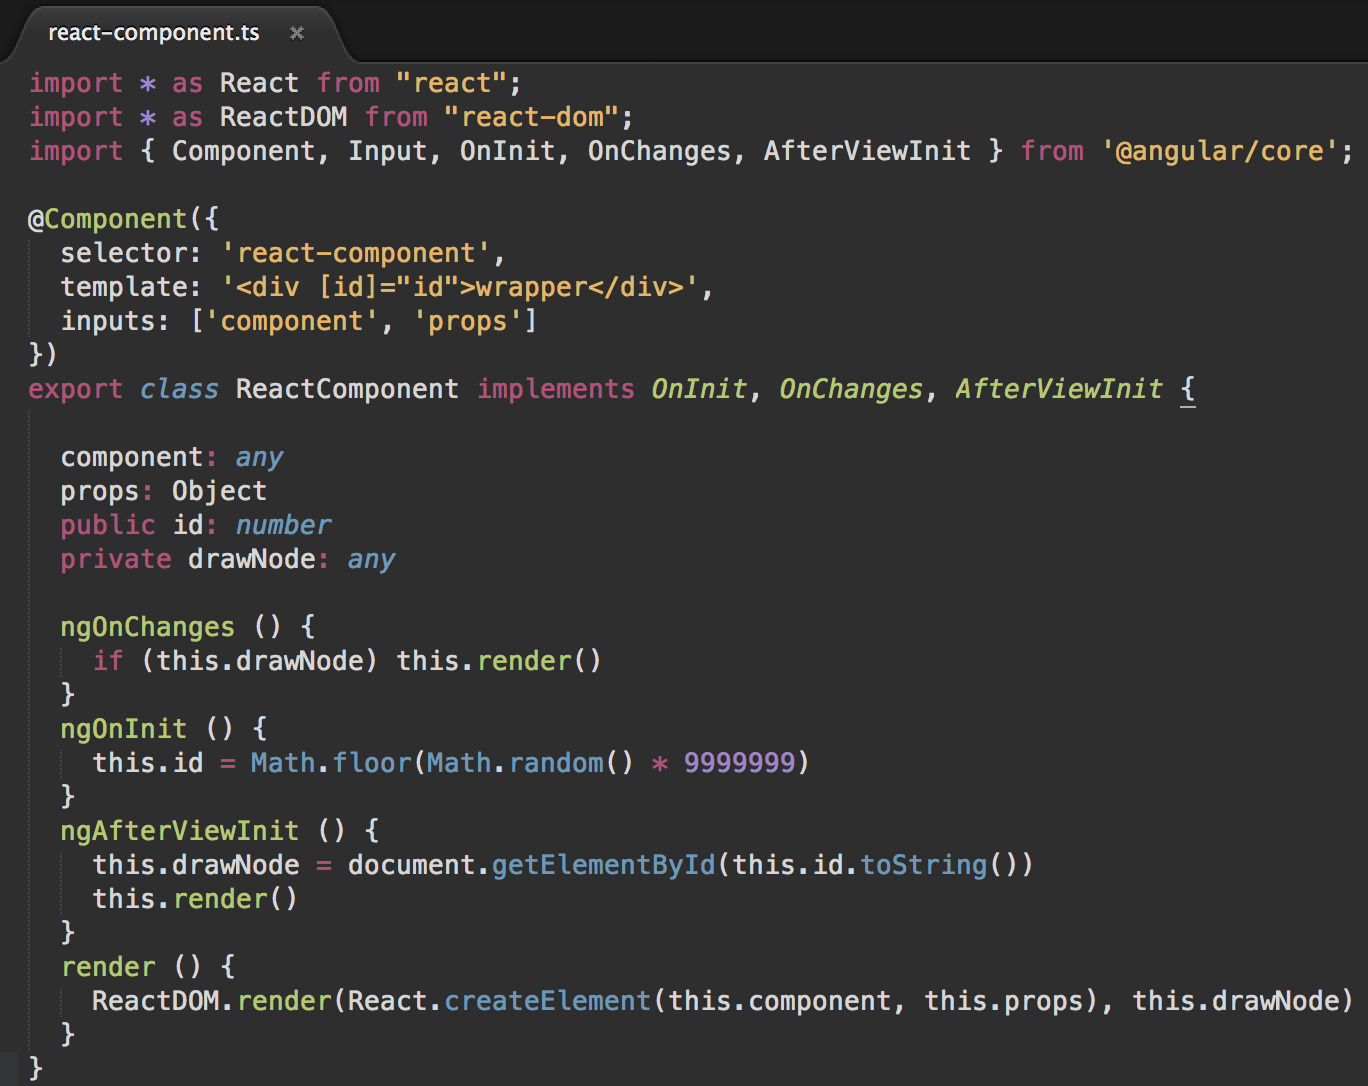 react-component.ts ×
import * as React from "react";
import * as ReactDOM from "react-dom";
import { Component, Input, OnInit, OnChanges, AfterViewInit } from '@angular/core';
@Component({
  selector: 'react-component',
  template: '<div [id]="id">wrapper</div>',
  inputs: ['component', 'props']
})
export class ReactComponent implements OnInit, OnChanges, AfterViewInit {
  component: any
  props: Object
  public id: number
  private drawNode: any
  ngOnChanges () {
    if (this.drawNode) this.render()
  }
  ngOnInit () {
    this.id = Math.floor(Math.random() * 9999999)
  }
  ngAfterViewInit () {
    this.drawNode = document.getElementById(this.id.toString())
    this.render()
  }
  render () {
    ReactDOM.render(React.createElement(this.component, this.props), this.drawNode)
  }
}